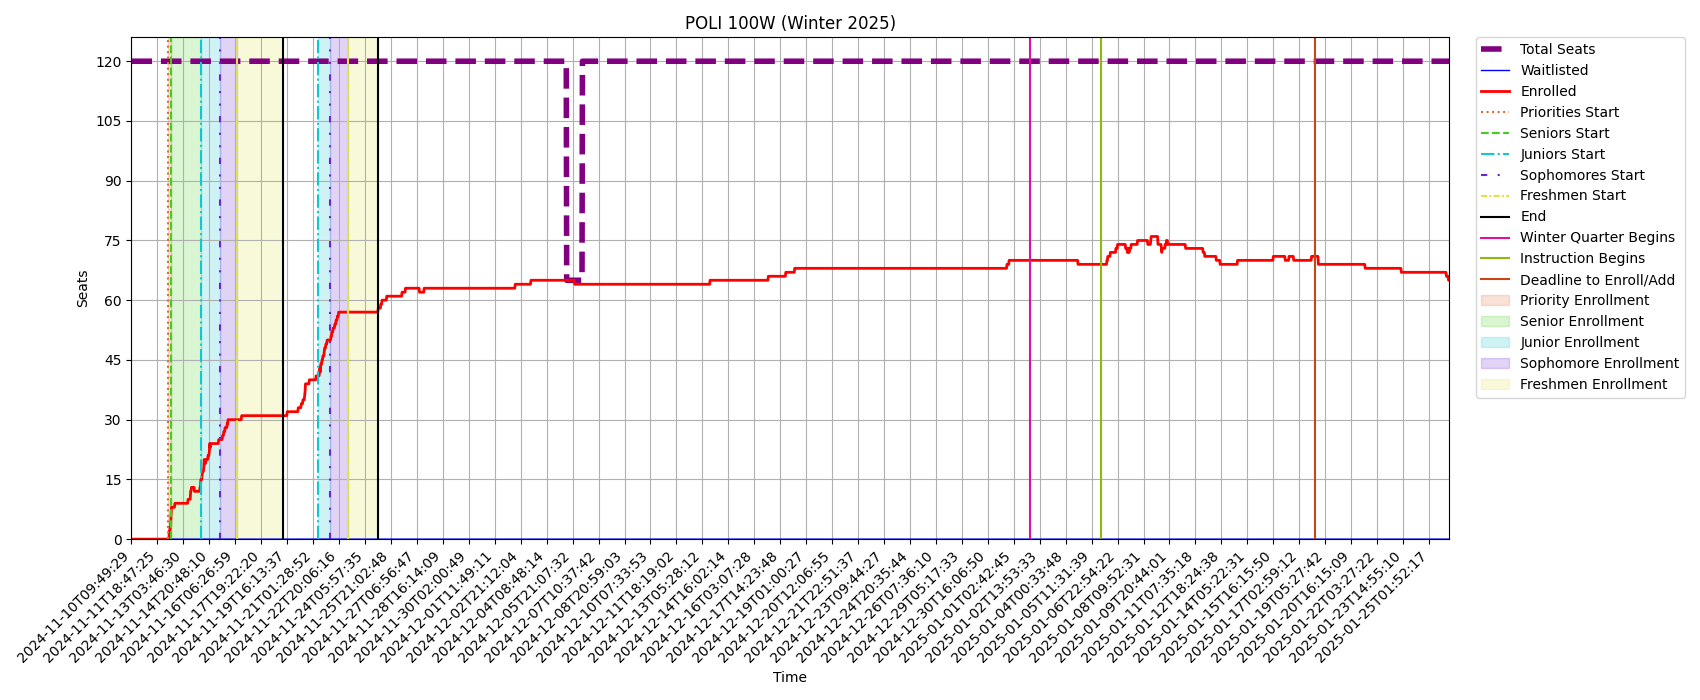 POLI 100W (Winter 2025)
Seats
120
105
90
75
60
45
30
15
0
2024-11-10T09:49:29
2024-11-11T18:47:25
2024-11-13T03:46:30
2024-11-14T20:48:10
2024-11-16T06:26:59
2024-11-17T19:22:20
2024-11-19T16:13:37
2024-11-21T01:28:52
2024-11-22T20:06:16
2024-11-24T05:57:35
2024-11-25T21:02:48
2024-11-27T06:56:47
2024-11-28T16:14:09
2024-11-30T02:00:49
2024-12-01T11:49:11
2024-12-02T21:12:04
2024-12-04T08:48:14
2024-12-05T21:07:32
2024-12-07T10:37:42
2024-12-08T20:59:03
2024-12-10T07:33:53
2024-12-11T18:19:02
2024-12-13T05:28:12
2024-12-14T16:02:14
2024-12-16T03:07:28
2024-12-17T14:23:48
2024-12-19T01:00:27
2024-12-20T12:06:55
2024-12-21T22:51:37
2024-12-23T09:44:27
2024-12-24T20:35:44
2024-12-26T07:36:10
2024-12-29T05:17:33
2024-12-30T16:06:50
2025-01-01T02:42:45
2025-01-02T13:53:33
2025-01-04T00:33:48
2025-01-05T11:31:39
2025-01-06T22:54:22
2025-01-08T09:52:31
2025-01-09T20:44:01
2025-01-11T07:35:18
2025-01-12T18:24:38
2025-01-14T05:22:31
2025-01-15T16:15:50
2025-01-17T02:59:12
2025-01-19T05:27:42
2025-01-20T16:15:09
2025-01-22T03:27:22
2025-01-23T14:55:10
2025-01-25T01:52:17
Time
Total Seats
Waitlisted
Enrolled
Priorities Start
Seniors Start
Juniors Start
Sophomores Start
Freshmen Start
End
Winter Quarter Begins
Instruction Begins
Deadline to Enroll/Add
Priority Enrollment
Senior Enrollment
Junior Enrollment
Sophomore Enrollment
Freshmen Enrollment